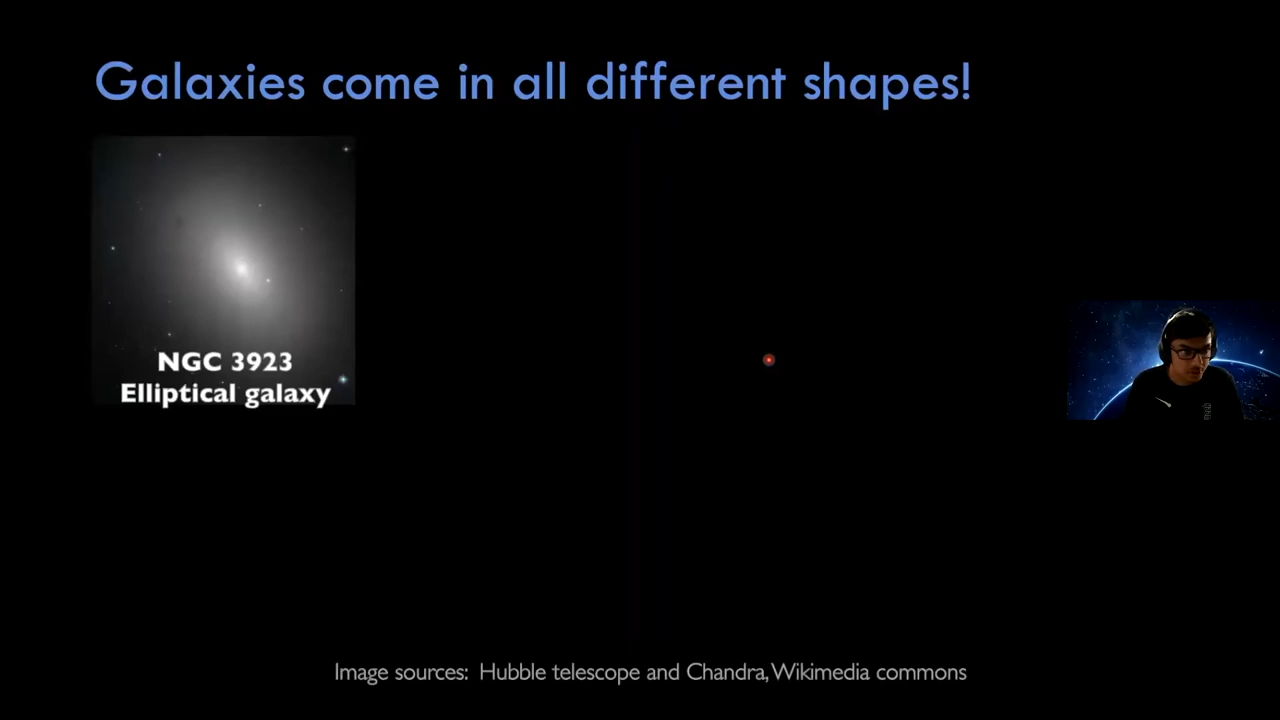 Galaxies come in all different shapes!
NGC 3923
Elliptical galaxy
Image sources:  Hubble telescope and Chandra, Wikimedia commons